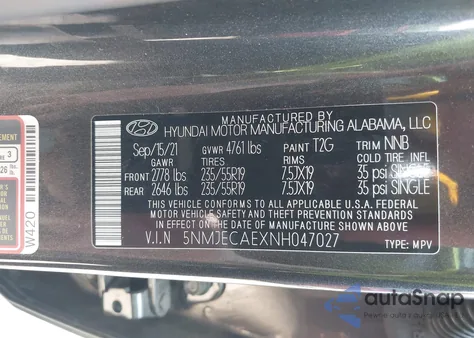 MANUFACTURED BY
HYUNDAI MOTOR MANUFACTURING ALABAMA, LLC
Sep/15/21 GVWR 4761 lbs PAINT T2G TRIM NNB
GAWR TIRES RIMS COLD TIRE INFL
FRONT 2778 lbs 235/55R19 7.5JX19 35 psi SINGLE
REAR 2646 lbs 235/55R19 7.5JX19 35 psi SINGLE
THIS VEHICLE CONFORMS TO ALL APPLICABLE U.S.A. FEDERAL
MOTOR VEHICLE SAFETY AND THEFT PREVENTION STANDARDS
IN EFFECT ON THE DATE OF MANUFACTURE SHOWN ABOVE.
V.I.N 5NMJECAEXNH047027 TYPE: MPV
W420
3
autoSnap